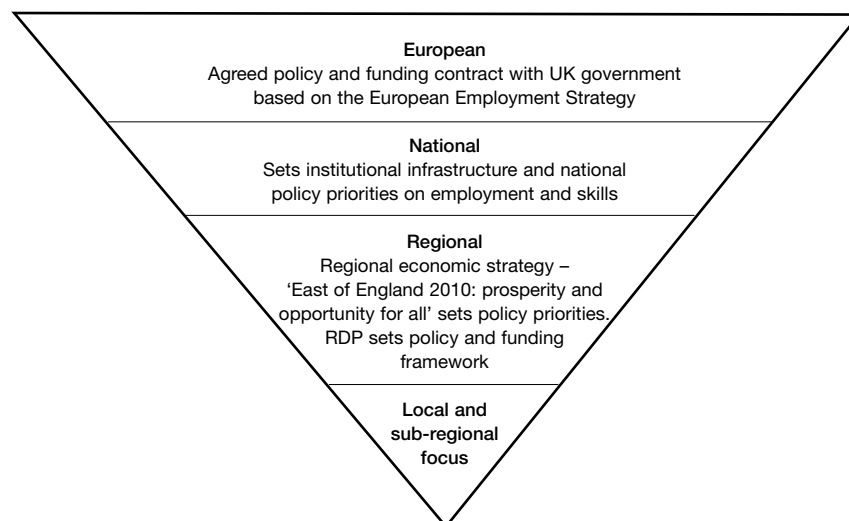 European
Agreed policy and funding contract with UK government
based on the European Employment Strategy
National
Sets institutional infrastructure and national
policy priorities on employment and skills
Regional
Regional economic strategy –
‘East of England 2010: prosperity and
opportunity for all’ sets policy priorities.
RDP sets policy and funding
framework
Local and
sub-regional
focus